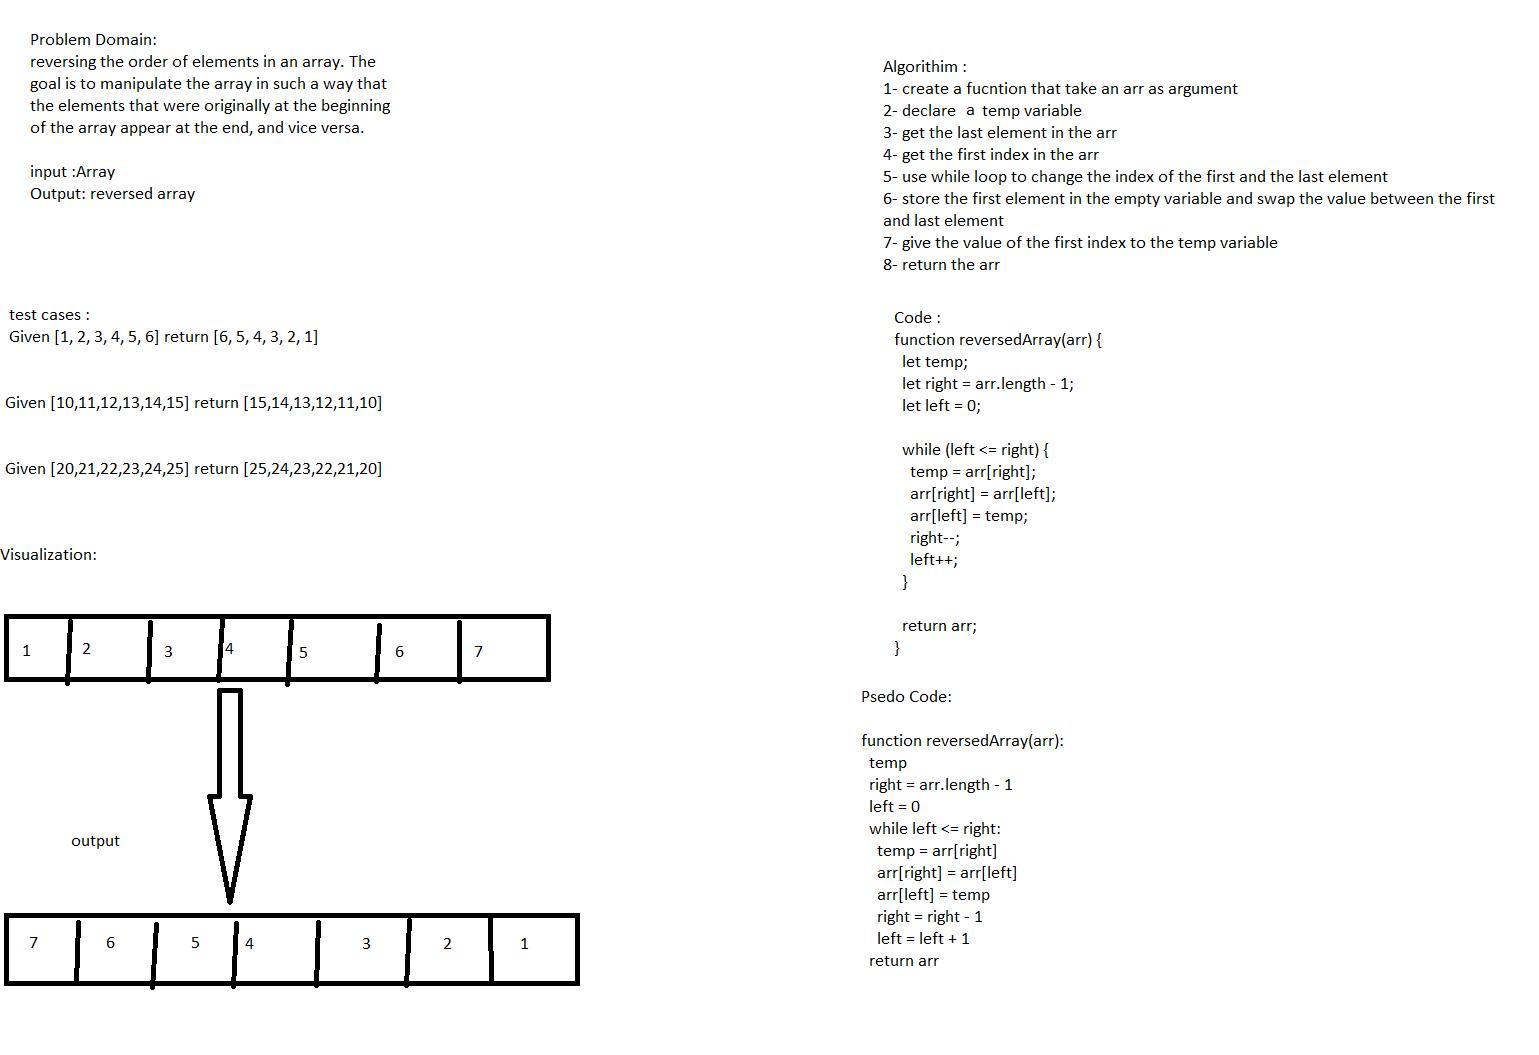 Problem Domain:
reversing the order of elements in an array. The
goal is to manipulate the array in such a way that
the elements that were originally at the beginning
of the array appear at the end, and vice versa.
input :Array
Output: reversed array
test cases :
Given [1, 2, 3, 4, 5, 6] return [6, 5, 4, 3, 2, 1]
Given [10,11,12,13,14,15] return [15,14,13,12,11,10]
Given [20,21,22,23,24,25] return [25,24,23,22,21,20]
Visualization:
1 2 3 4 5 6 7
output
7 6 5 4 3 2 1
Algorithim :
1- create a fucntion that take an arr as argument
2- declare a temp variable
3- get the last element in the arr
4- get the first index in the arr
5- use while loop to change the index of the first and the last element
6- store the first element in the empty variable and swap the value between the first
and last element
7- give the value of the first index to the temp variable
8- return the arr
Code :
function reversedArray(arr) {
let temp;
let right = arr.length - 1;
let left = 0;
while (left <= right) {
temp = arr[right];
arr[right] = arr[left];
arr[left] = temp;
right--;
left++;
}
return arr;
}
Psedo Code:
function reversedArray(arr):
temp
right = arr.length - 1
left = 0
while left <= right:
temp = arr[right]
arr[right] = arr[left]
arr[left] = temp
right = right - 1
left = left + 1
return arr